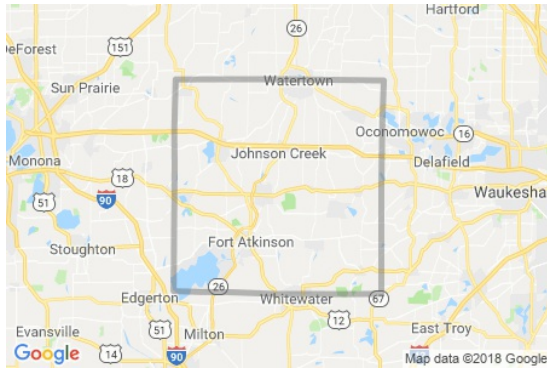 Hartford
26
151
DeForest
Sun Prairie
Watertown
Oconomowoc
16
Johnson Creek
Delafield
Monona
18
90
51
Waukesha
Fort Atkinson
Stoughton
26
Edgerton
Whitewater
67
12
51
Evansville
Milton
East Troy
14
90
Google
Map data ©2018 Google